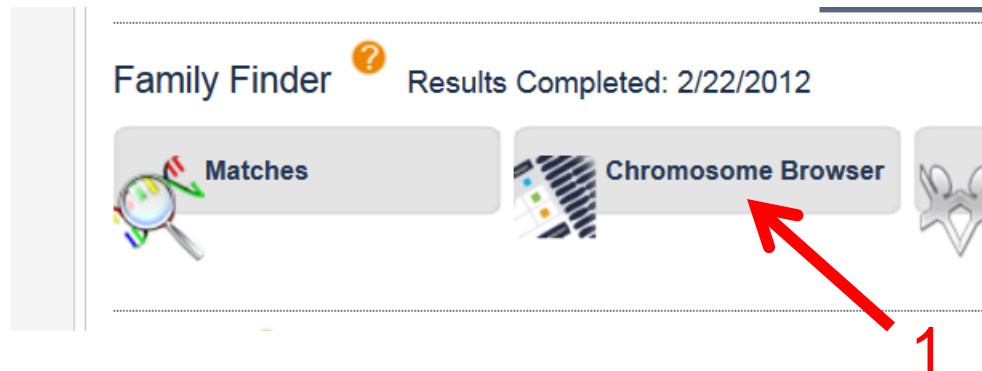 Family Finder ? Results Completed: 2/22/2012
Matches Chromosome Browser
1